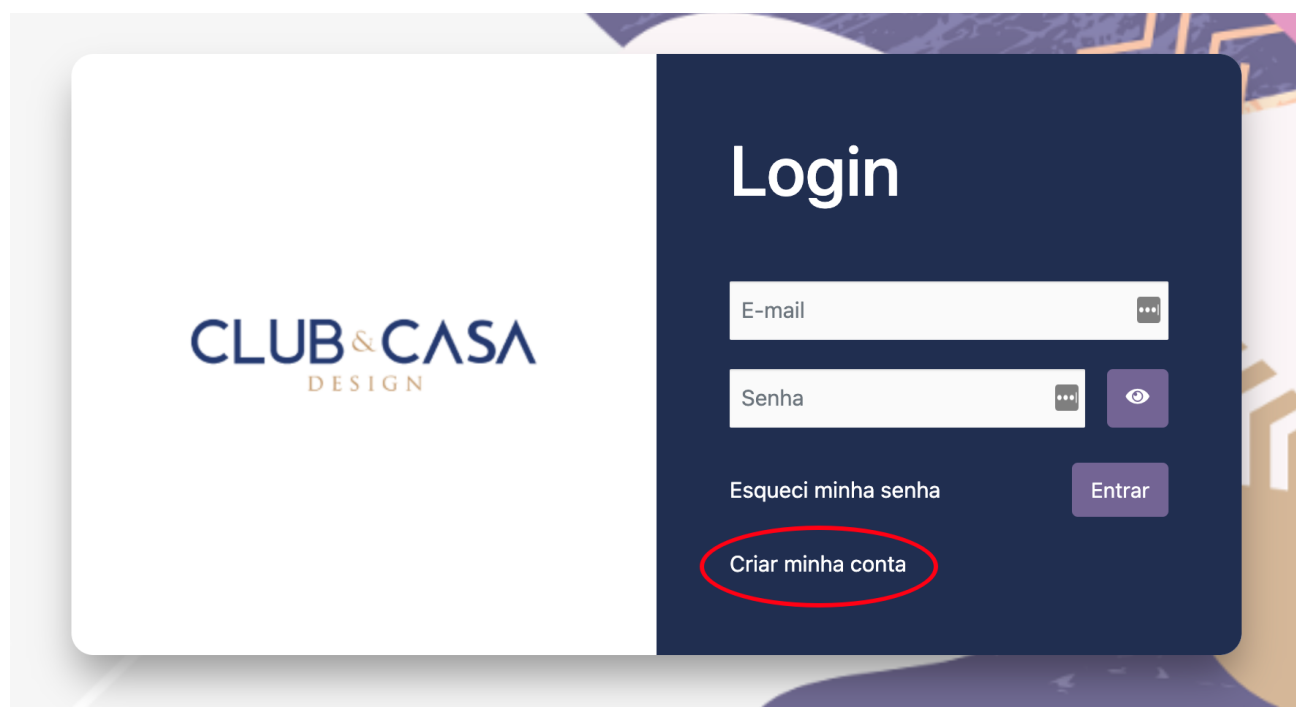 Login
E-mail
CLUB&CASA
DESIGN
Senha
Esqueci minha senha
Entrar
Criar minha conta